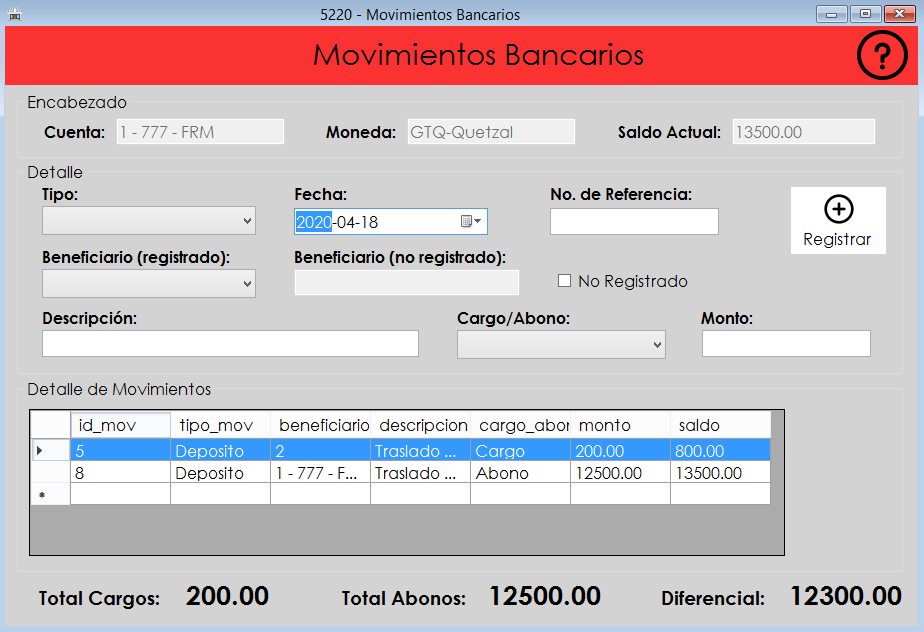 5220 - Movimientos Bancarios
Movimientos Bancarios ?
Encabezado
Cuenta: 1 - 777 - FRM Moneda: GTQ-Quetzal Saldo Actual: 13500.00
Detalle
Tipo: Fecha: No. de Referencia:
2020-04-18
Registrar
Beneficiario (registrado): Beneficiario (no registrado):
No Registrado
Descripción: Cargo/Abono: Monto:
Detalle de Movimientos
id_mov tipo_mov beneficiario descripcion cargo_abor monto saldo
5 Deposito 2 Traslado ... Cargo 200.00 800.00
8 Deposito 1 - 777 - F... Traslado ... Abono 12500.00 13500.00
Total Cargos: 200.00 Total Abonos: 12500.00 Diferencial: 12300.00